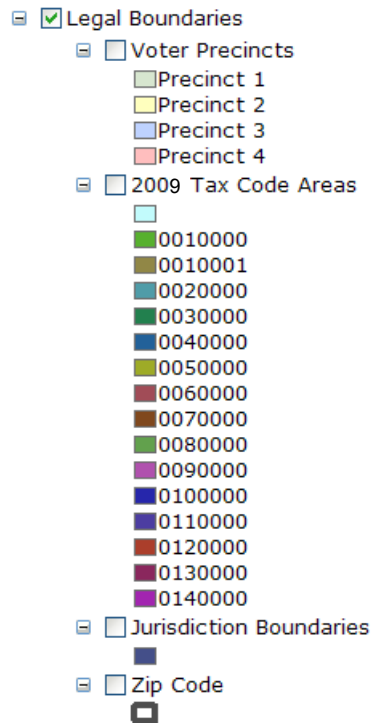 Legal Boundaries
Voter Precincts
Precinct 1
Precinct 2
Precinct 3
Precinct 4
2009 Tax Code Areas
0010000
0010001
0020000
0030000
0040000
0050000
0060000
0070000
0080000
0090000
0100000
0110000
0120000
0130000
0140000
Jurisdiction Boundaries
Zip Code